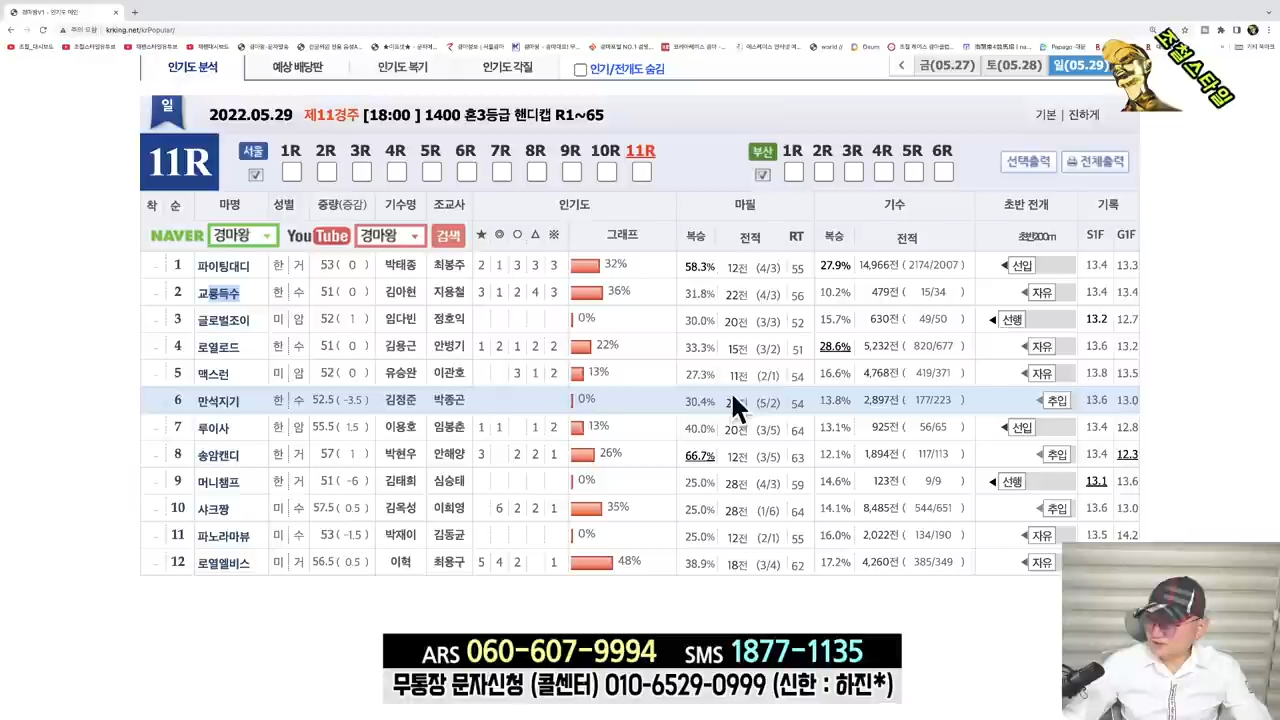 경마왕V1 - 인기도 메인
주의 요함
krking.net/krPopular/
인기도 분석 예상 배당판 인기도 복기 인기도 각질 인기/전개도 숨김 금(05.27) 토(05.28) 일(05.29)
조철스타일
일 2022.05.29 제11경주 [18:00 ] 1400 혼3등급 핸디캡 R1~65 기본 | 진하게
11R 서울 1R 2R 3R 4R 5R 6R 7R 8R 9R 10R 11R 부산 1R 2R 3R 4R 5R 6R 선택출력 전체출력
착 순 마명 성별 중량(증감) 기수명 조교사 인기도 마필 기수 초반 전개 기록
NAVER 경마왕 YouTube 경마왕 검색 ★ ◎ ○ △ ※ 그래프 복승 전적 RT 복승 전적 초반200m S1F G1F
1 파이팅대디 한 거 53 ( 0 ) 박태종 최봉주 2 1 3 3 3 32% 58.3% 12전 (4/3) 55 27.9% 14,966전 ( 2174/2007 ) 선입 13.4 13.3
2 교룡득수 한 수 51 ( 0 ) 김아현 지용철 3 1 2 4 3 36% 31.8% 22전 (4/3) 56 10.2% 479전 ( 15/34 ) 자유 13.4 13.4
3 글로벌조이 미 암 52 ( 1 ) 임다빈 정호익 0% 30.0% 20전 (3/3) 52 15.7% 630전 ( 49/50 ) 선행 13.2 12.7
4 로열로드 한 수 51 ( 0 ) 김용근 안병기 1 2 1 2 2 22% 33.3% 15전 (3/2) 51 28.6% 5,232전 ( 820/677 ) 자유 13.6 13.2
5 맥스런 미 암 52 ( 0 ) 유승완 이관호 3 1 2 13% 27.3% 11전 (2/1) 54 16.6% 4,768전 ( 419/371 ) 자유 13.8 13.5
6 만석지기 한 수 52.5 ( -3.5 ) 김정준 박종곤 0% 30.4% (5/2) 54 13.8% 2,897전 ( 177/223 ) 추입 13.6 13.0
7 루이사 한 암 55.5 ( 1.5 ) 이용호 임봉춘 1 1 1 2 13% 40.0% 20전 (3/5) 64 13.1% 925전 ( 56/65 ) 선입 13.4 12.8
8 송암캔디 한 수 57 ( 1 ) 박현우 안해양 3 2 2 1 26% 66.7% 12전 (3/5) 63 12.1% 1,894전 ( 117/113 ) 추입 13.4 12.3
9 머니챔프 한 거 51 ( -6 ) 김태희 심승태 0% 25.0% 28전 (4/3) 59 14.6% 123전 ( 9/9 ) 선행 13.1 13.6
10 샤크짱 미 수 57.5 ( 0.5 ) 김옥성 이희영 6 2 2 1 35% 25.0% 28전 (1/6) 64 14.1% 8,485전 ( 544/651 ) 추입 13.6 13.0
11 파노라마뷰 미 수 53 ( -1.5 ) 박재이 김동균 0% 25.0% 12전 (2/1) 55 16.0% 2,022전 ( 134/190 ) 자유 13.5 14.2
12 로열엘비스 미 거 56.5 ( 0.5 ) 이혁 최용구 5 4 2 1 48% 38.9% 18전 (3/4) 62 17.2% 4,260전 ( 385/349 ) 자유
ARS 060-607-9994 SMS 1877-1135
무통장 문자신청 (콜센터) 010-6529-0999 (신한 : 하진*)